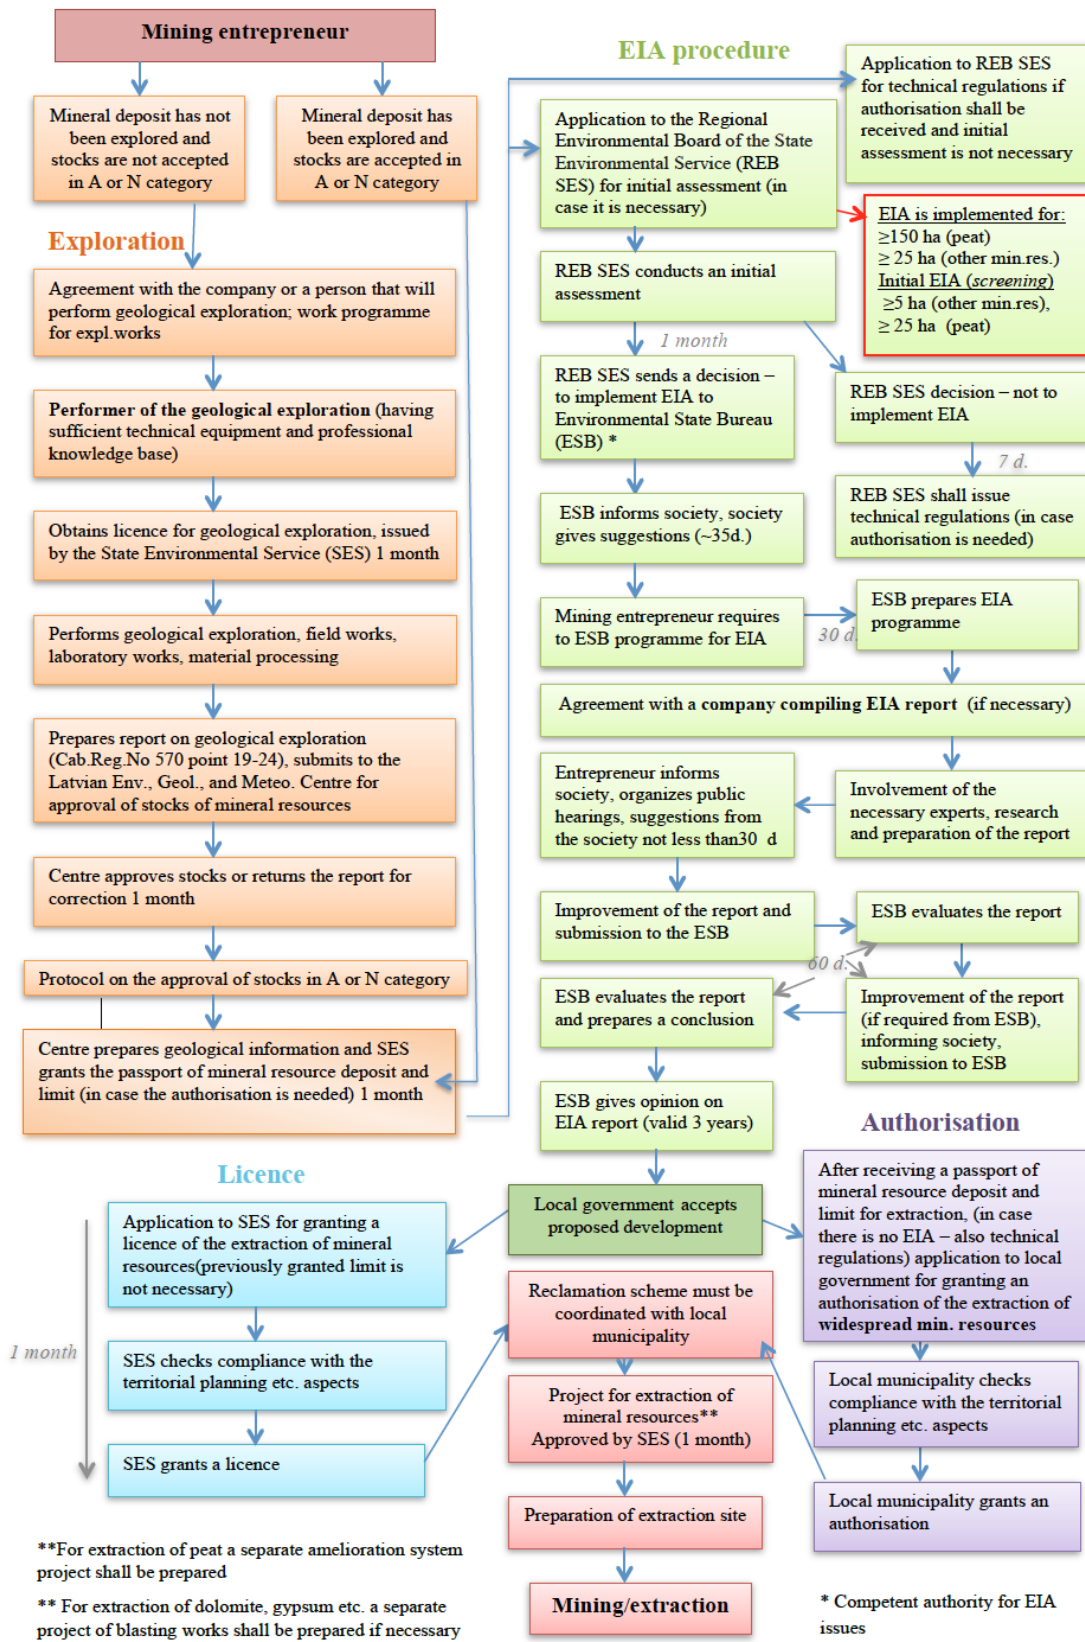 Mining entrepreneur
Mineral deposit has not
been explored and
stocks are not accepted
in A or N category
Mineral deposit has
been explored and
stocks are accepted in
A or N category
Exploration
Agreement with the company or a person that will
perform geological exploration; work programme
for expl.works
Performer of the geological exploration (having
sufficient technical equipment and professional
knowledge base)
Obtains licence for geological exploration, issued
by the State Environmental Service (SES) 1 month
Performs geological exploration, field works,
laboratory works, material processing
Prepares report on geological exploration
(Cab.Reg.No 570 point 19-24), submits to the
Latvian Env., Geol., and Meteo. Centre for
approval of stocks of mineral resources
Centre approves stocks or returns the report for
correction 1 month
Protocol on the approval of stocks in A or N category
Centre prepares geological information and SES
grants the passport of mineral resource deposit and
limit (in case the authorisation is needed) 1 month
EIA procedure
Application to REB SES
for technical regulations if
authorisation shall be
received and initial
assessment is not necessary
Application to the Regional
Environmental Board of the State
Environmental Service (REB
SES) for initial assessment (in
case it is necessary)
EIA is implemented for:
≥150 ha (peat)
≥ 25 ha (other min.res.)
Initial EIA (screening)
≥5 ha (other min.res),
≥ 25 ha (peat)
REB SES conducts an initial
assessment
1 month
REB SES sends a decision –
to implement EIA to
Environmental State Bureau
(ESB) *
REB SES decision – not to
implement EIA
7 d.
REB SES shall issue
technical regulations (in case
authorisation is needed)
ESB informs society, society
gives suggestions (~35d.)
Mining entrepreneur requires
to ESB programme for EIA
30 d.
ESB prepares EIA
programme
Agreement with a company compiling EIA report (if necessary)
Involvement of the
necessary experts, research
and preparation of the report
Entrepreneur informs
society, organizes public
hearings, suggestions from
the society not less than30 d
Improvement of the report and
submission to the ESB
ESB evaluates the report
60 d.
Improvement of the report
(if required from ESB),
informing society,
submission to ESB
ESB evaluates the report
and prepares a conclusion
ESB gives opinion on
EIA report (valid 3 years)
Local government accepts
proposed development
Licence
Application to SES for granting a
licence of the extraction of mineral
resources(previously granted limit is
not necessary)
1 month
SES checks compliance with the
territorial planning etc. aspects
SES grants a licence
Authorisation
After receiving a passport of
mineral resource deposit and
limit for extraction, (in case
there is no EIA – also technical
regulations) application to local
government for granting an
authorisation of the extraction of
widespread min. resources
Local municipality checks
compliance with the territorial
planning etc. aspects
Local municipality grants an
authorisation
Reclamation scheme must be
coordinated with local
municipality
Project for extraction of
mineral resources**
Approved by SES (1 month)
Preparation of extraction site
Mining/extraction
**For extraction of peat a separate amelioration system
project shall be prepared
** For extraction of dolomite, gypsum etc. a separate
project of blasting works shall be prepared if necessary
* Competent authority for EIA
issues